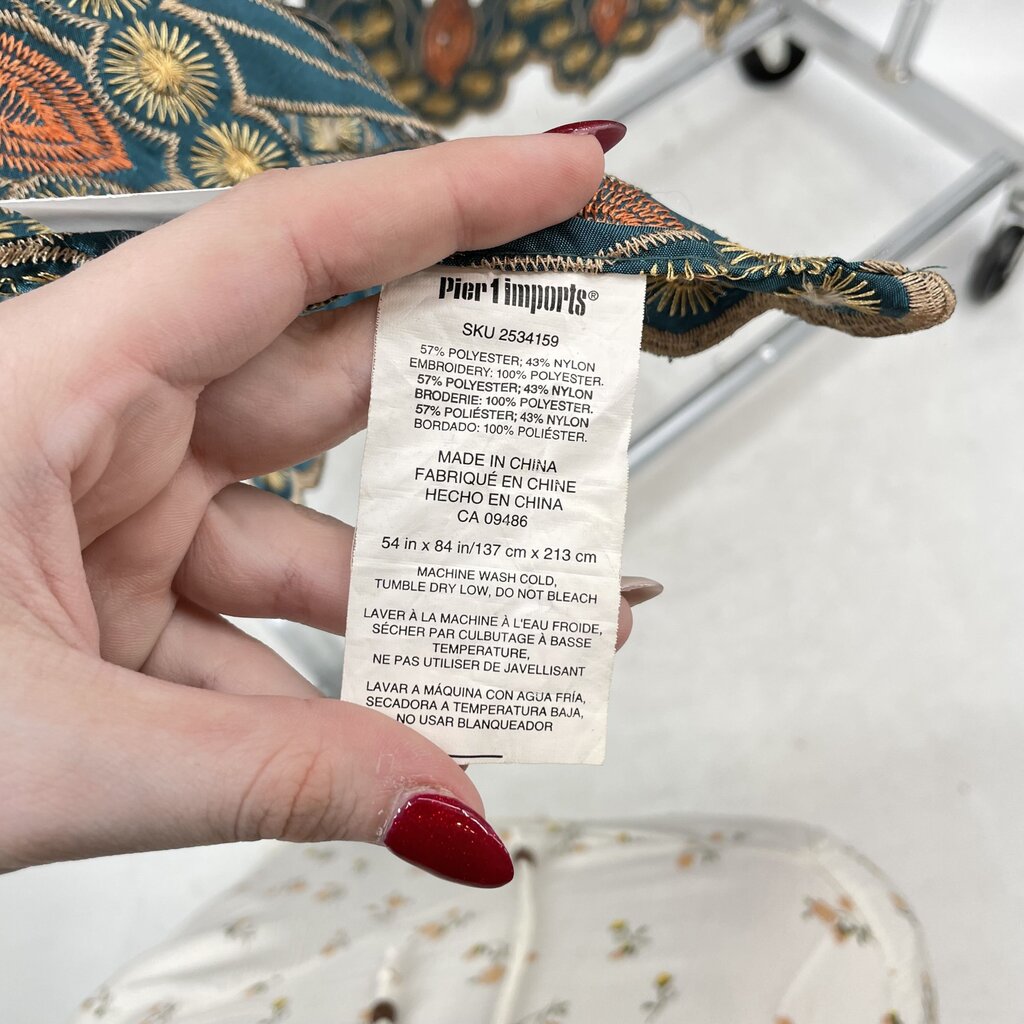 Pier 1 imports®
SKU 2534159
57% POLYESTER; 43% NYLON
EMBROIDERY: 100% POLYESTER.
57% POLYESTER; 43% NYLON
BRODERIE: 100% POLYESTER.
57% POLIÉSTER; 43% NYLON
BORDADO: 100% POLIÉSTER.
MADE IN CHINA
FABRIQUÉ EN CHINE
HECHO EN CHINA
CA 09486
54 in x 84 in/137 cm x 213 cm
MACHINE WASH COLD,
TUMBLE DRY LOW, DO NOT BLEACH
LAVER À LA MACHINE À L'EAU FROIDE,
SÉCHER PAR CULBUTAGE À BASSE
TEMPERATURE,
NE PAS UTILISER DE JAVELLISANT
LAVAR A MÁQUINA CON AGUA FRÍA,
SECADORA A TEMPERATURA BAJA,
NO USAR BLANQUEADOR